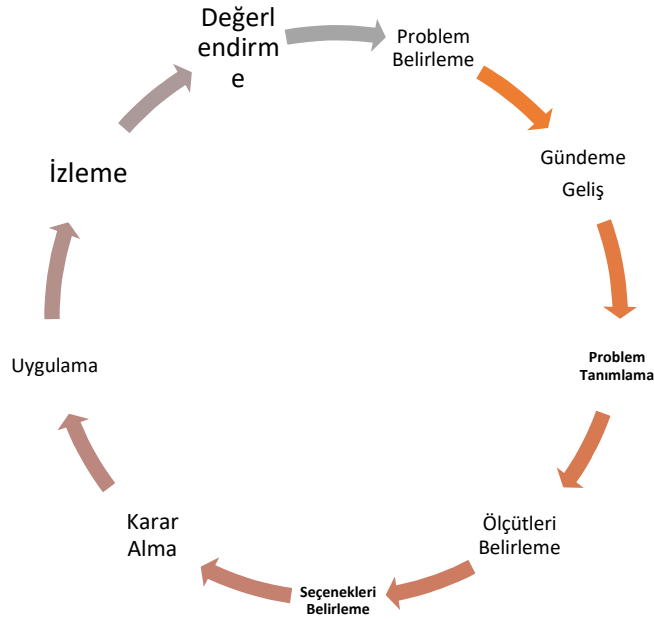 Değerl
endirm
e
Problem
Belirleme
Gündeme
Geliş
Problem
Tanımlama
Ölçütleri
Belirleme
Seçenekleri
Belirleme
Karar
Alma
Uygulama
İzleme